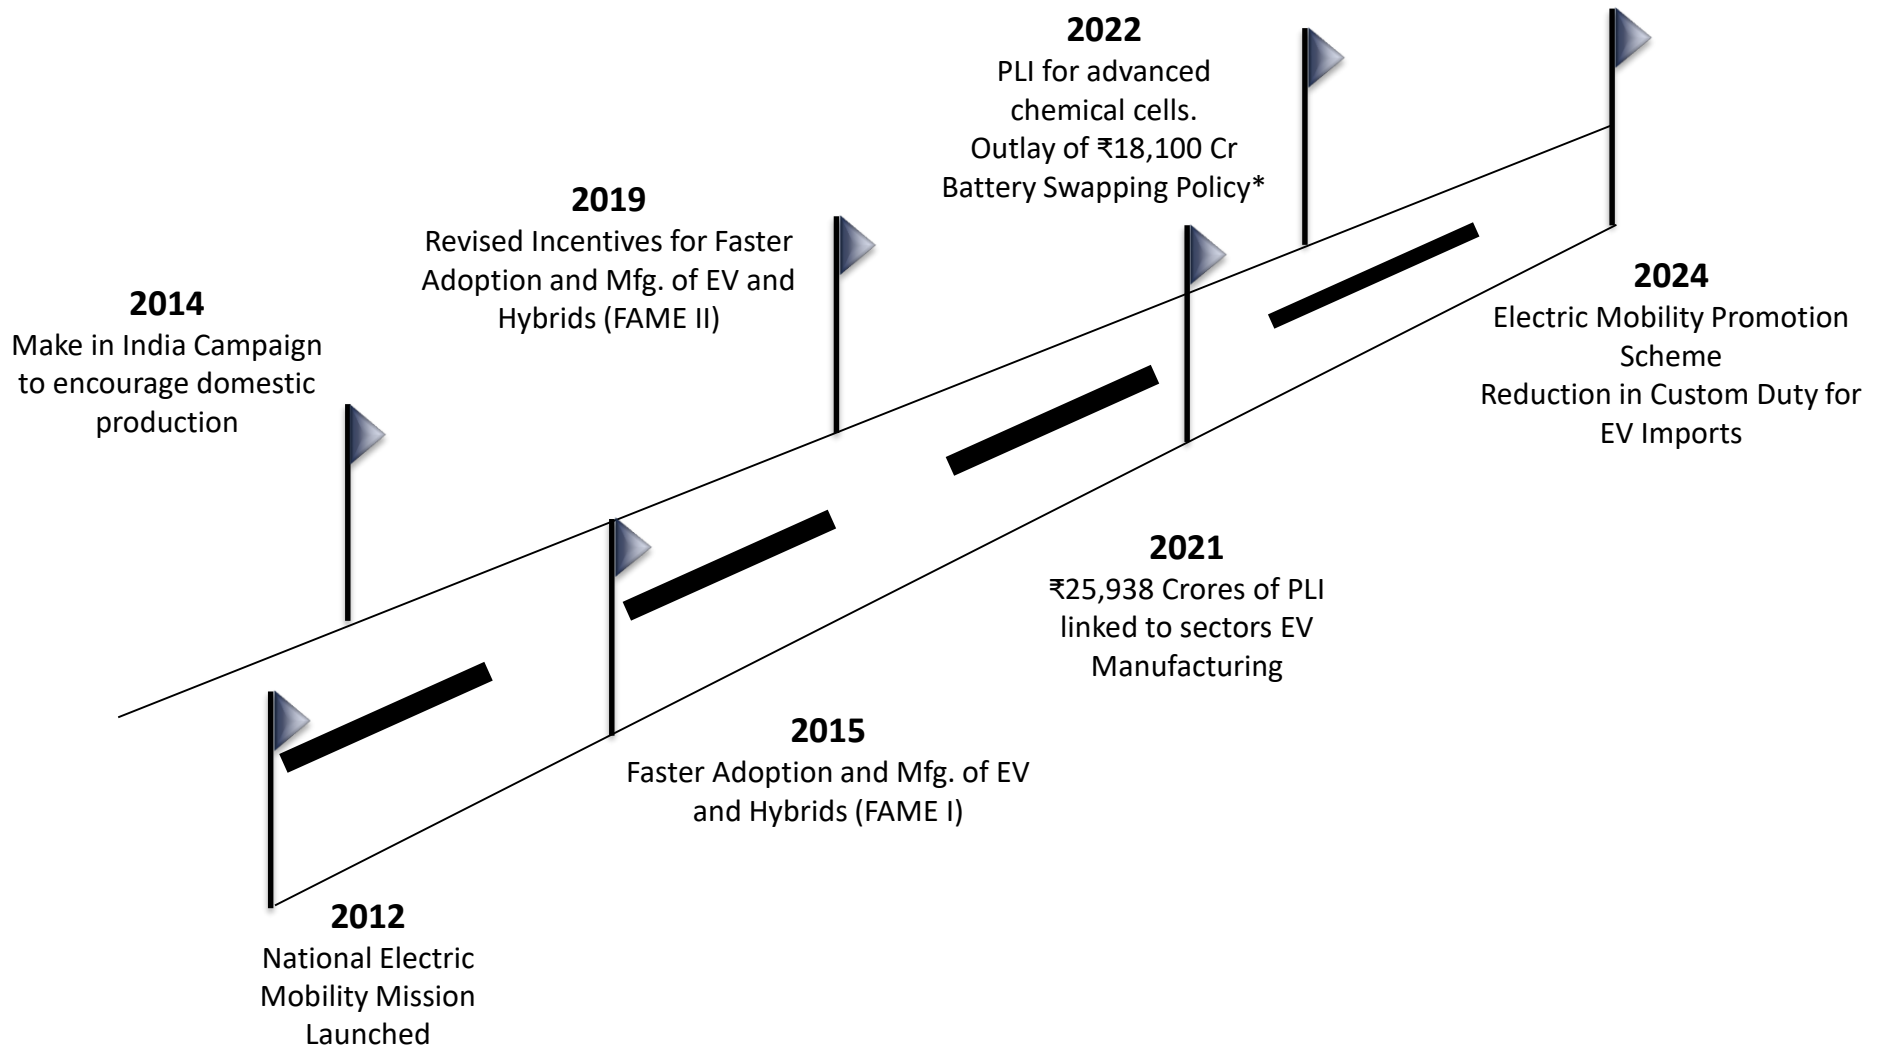 2022
PLI for advanced
chemical cells.
Outlay of ₹18,100 Cr
Battery Swapping Policy*
2019
Revised Incentives for Faster
Adoption and Mfg. of EV and
Hybrids (FAME II)
2014
Make in India Campaign
to encourage domestic
production
2024
Electric Mobility Promotion
Scheme
Reduction in Custom Duty for
EV Imports
2021
₹25,938 Crores of PLI
linked to sectors EV
Manufacturing
2015
Faster Adoption and Mfg. of EV
and Hybrids (FAME I)
2012
National Electric
Mobility Mission
Launched